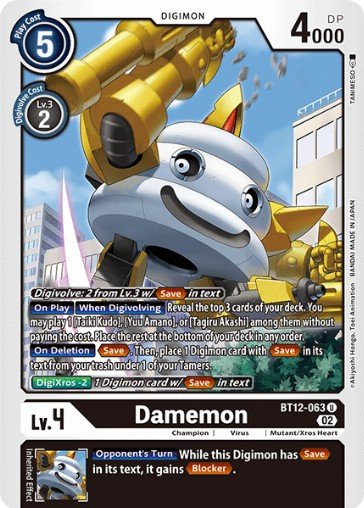 Play Cost
5
DIGIMON
DP
4000
Digivolve Cost
Lv.3
2
TANIMESO
©Akiyoshi Hongo, Toei Animation BANDAI MADE IN JAPAN
Digivolve: 2 from Lv.3 w/ Save in text
On Play When Digivolving Reveal the top 3 cards of your deck. You
may play 1 [Taiki Kudo], [Yuu Amano], or [Tagiru Akashi] among them without
paying the cost. Place the rest at the bottom of your deck in any order.
On Deletion Save. Then, place 1 Digimon card with Save in its
text from your trash under 1 of your Tamers.
DigiXros -2 1 Digimon card w/ Save in text
Lv.4
Damemon
BT12-063 U
02
Champion Virus Mutant/Xros Heart
Inherited Effect
Opponent's Turn While this Digimon has Save
in its text, it gains Blocker.